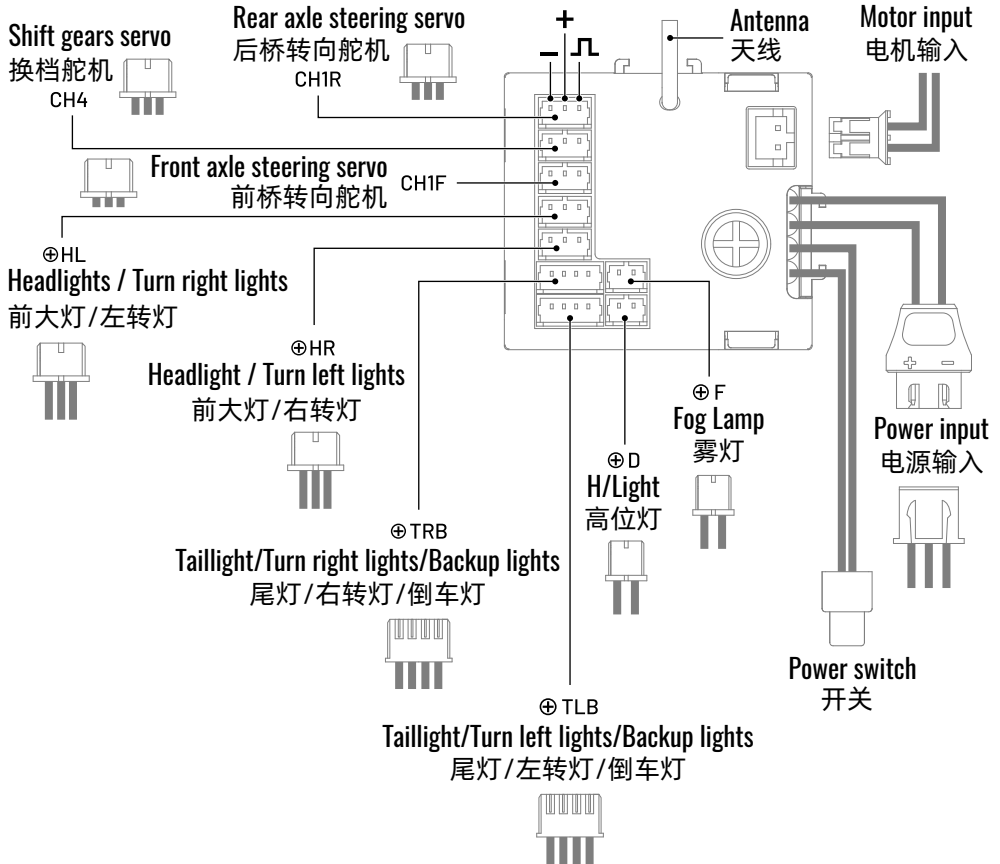 Shift gears servo
换档舵机
CH4
Rear axle steering servo
后桥转向舵机
CH1R
− +
Antenna
天线
Motor input
电机输入
Front axle steering servo
前桥转向舵机
CH1F
⊕HL
Headlights / Turn right lights
前大灯/左转灯
⊕HR
Headlight / Turn left lights
前大灯/右转灯
⊕F
Fog Lamp
雾灯
+ −
Power input
电源输入
⊕D
H/Light
高位灯
⊕TRB
Taillight/Turn right lights/Backup lights
尾灯/右转灯/倒车灯
Power switch
开关
⊕TLB
Taillight/Turn left lights/Backup lights
尾灯/左转灯/倒车灯